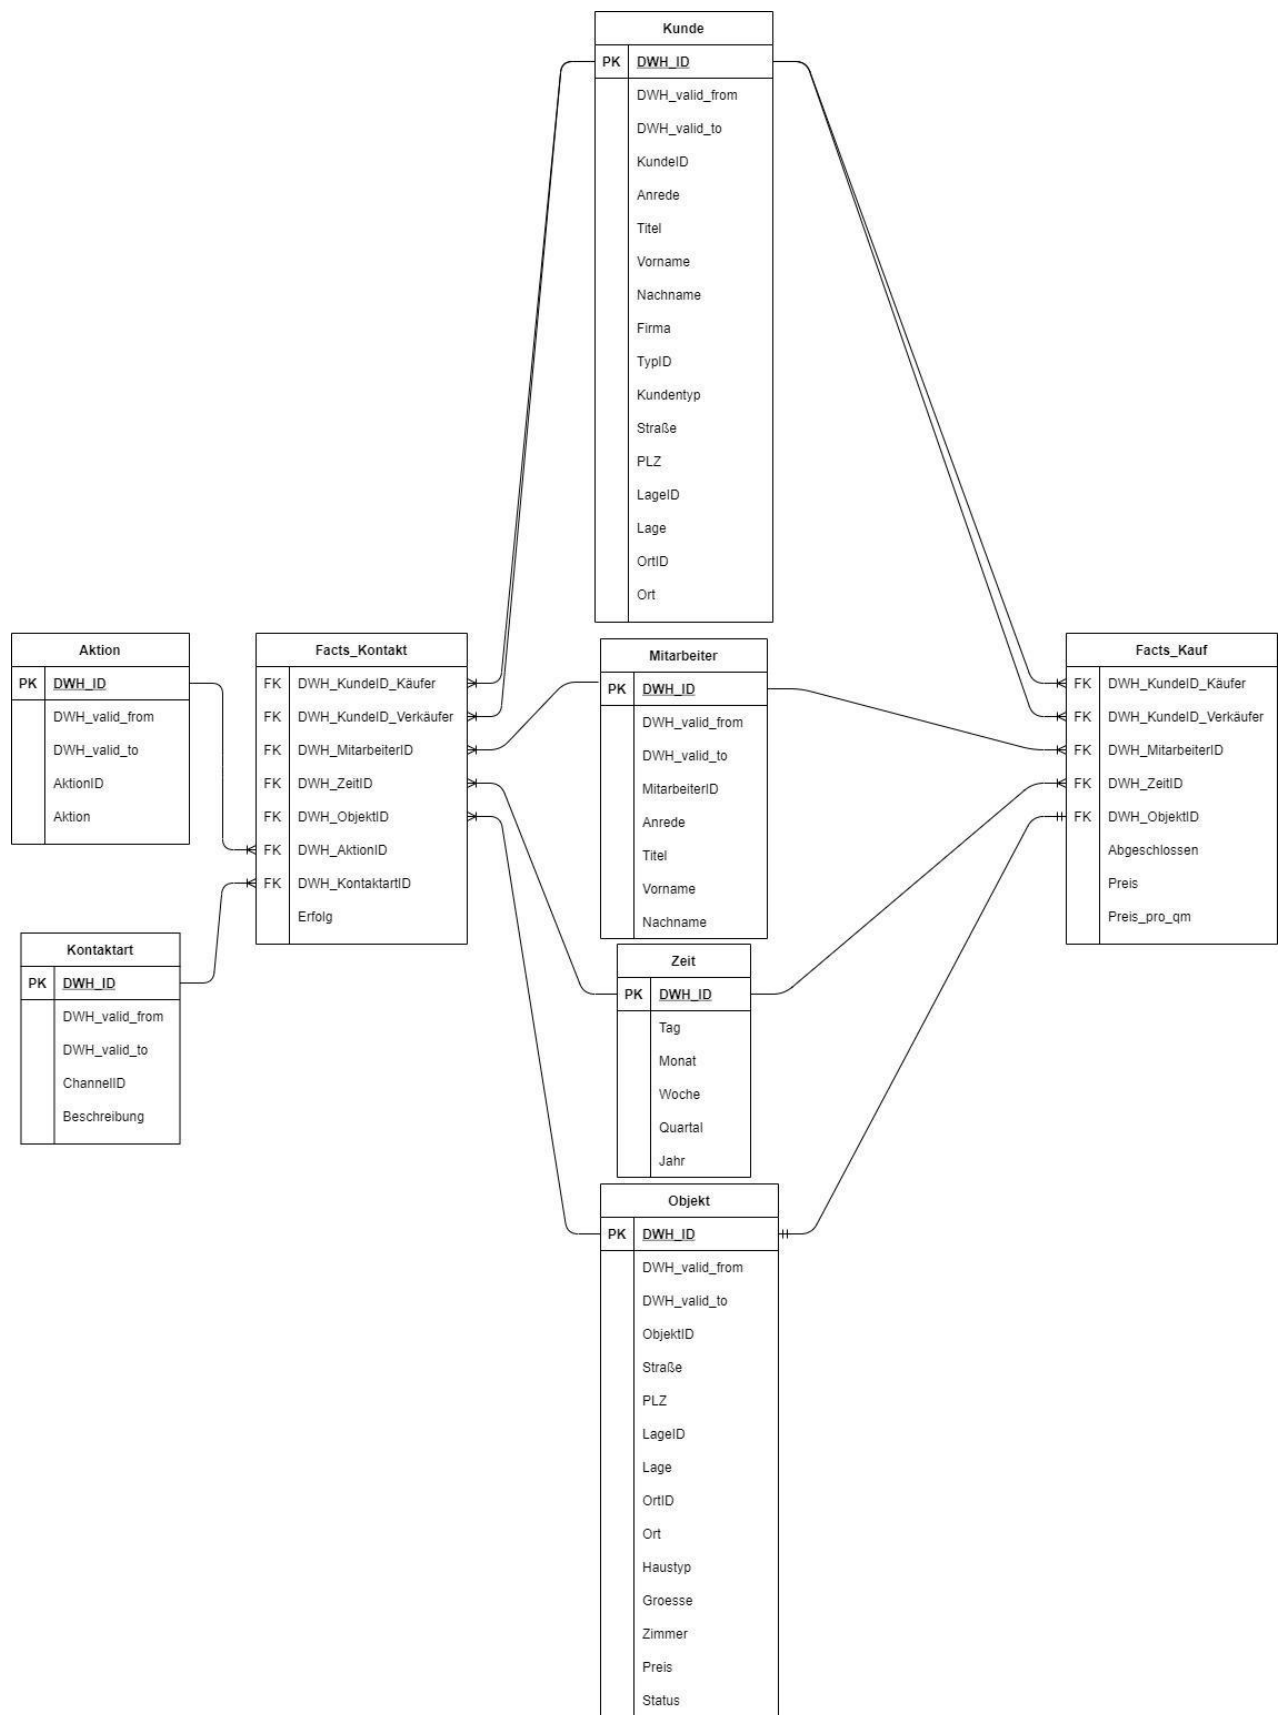 Kunde
PK DWH_ID
DWH_valid_from
DWH_valid_to
KundeID
Anrede
Titel
Vorname
Nachname
Firma
TypID
Kundentyp
Straße
PLZ
LageID
Lage
OrtID
Ort
Aktion
PK DWH_ID
DWH_valid_from
DWH_valid_to
AktionID
Aktion
Kontaktart
PK DWH_ID
DWH_valid_from
DWH_valid_to
ChannelID
Beschreibung
Facts_Kontakt
FK DWH_KundeID_Käufer
FK DWH_KundeID_Verkäufer
FK DWH_MitarbeiterID
FK DWH_ZeitID
FK DWH_ObjektID
FK DWH_AktionID
FK DWH_KontaktartID
Erfolg
Mitarbeiter
PK DWH_ID
DWH_valid_from
DWH_valid_to
MitarbeiterID
Anrede
Titel
Vorname
Nachname
Zeit
PK DWH_ID
Tag
Monat
Woche
Quartal
Jahr
Objekt
PK DWH_ID
DWH_valid_from
DWH_valid_to
ObjektID
Straße
PLZ
LageID
Lage
OrtID
Ort
Haustyp
Groesse
Zimmer
Preis
Status
Facts_Kauf
FK DWH_KundeID_Käufer
FK DWH_KundeID_Verkäufer
FK DWH_MitarbeiterID
FK DWH_ZeitID
FK DWH_ObjektID
Abgeschlossen
Preis
Preis_pro_qm